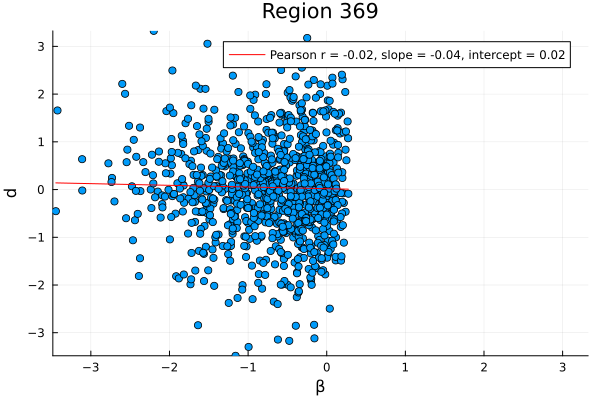 Region 369
Pearson r = -0.02, slope = -0.04, intercept = 0.02
3
2
1
0
−1
−2
−3
d
−3 −2 −1 0 1 2 3
β